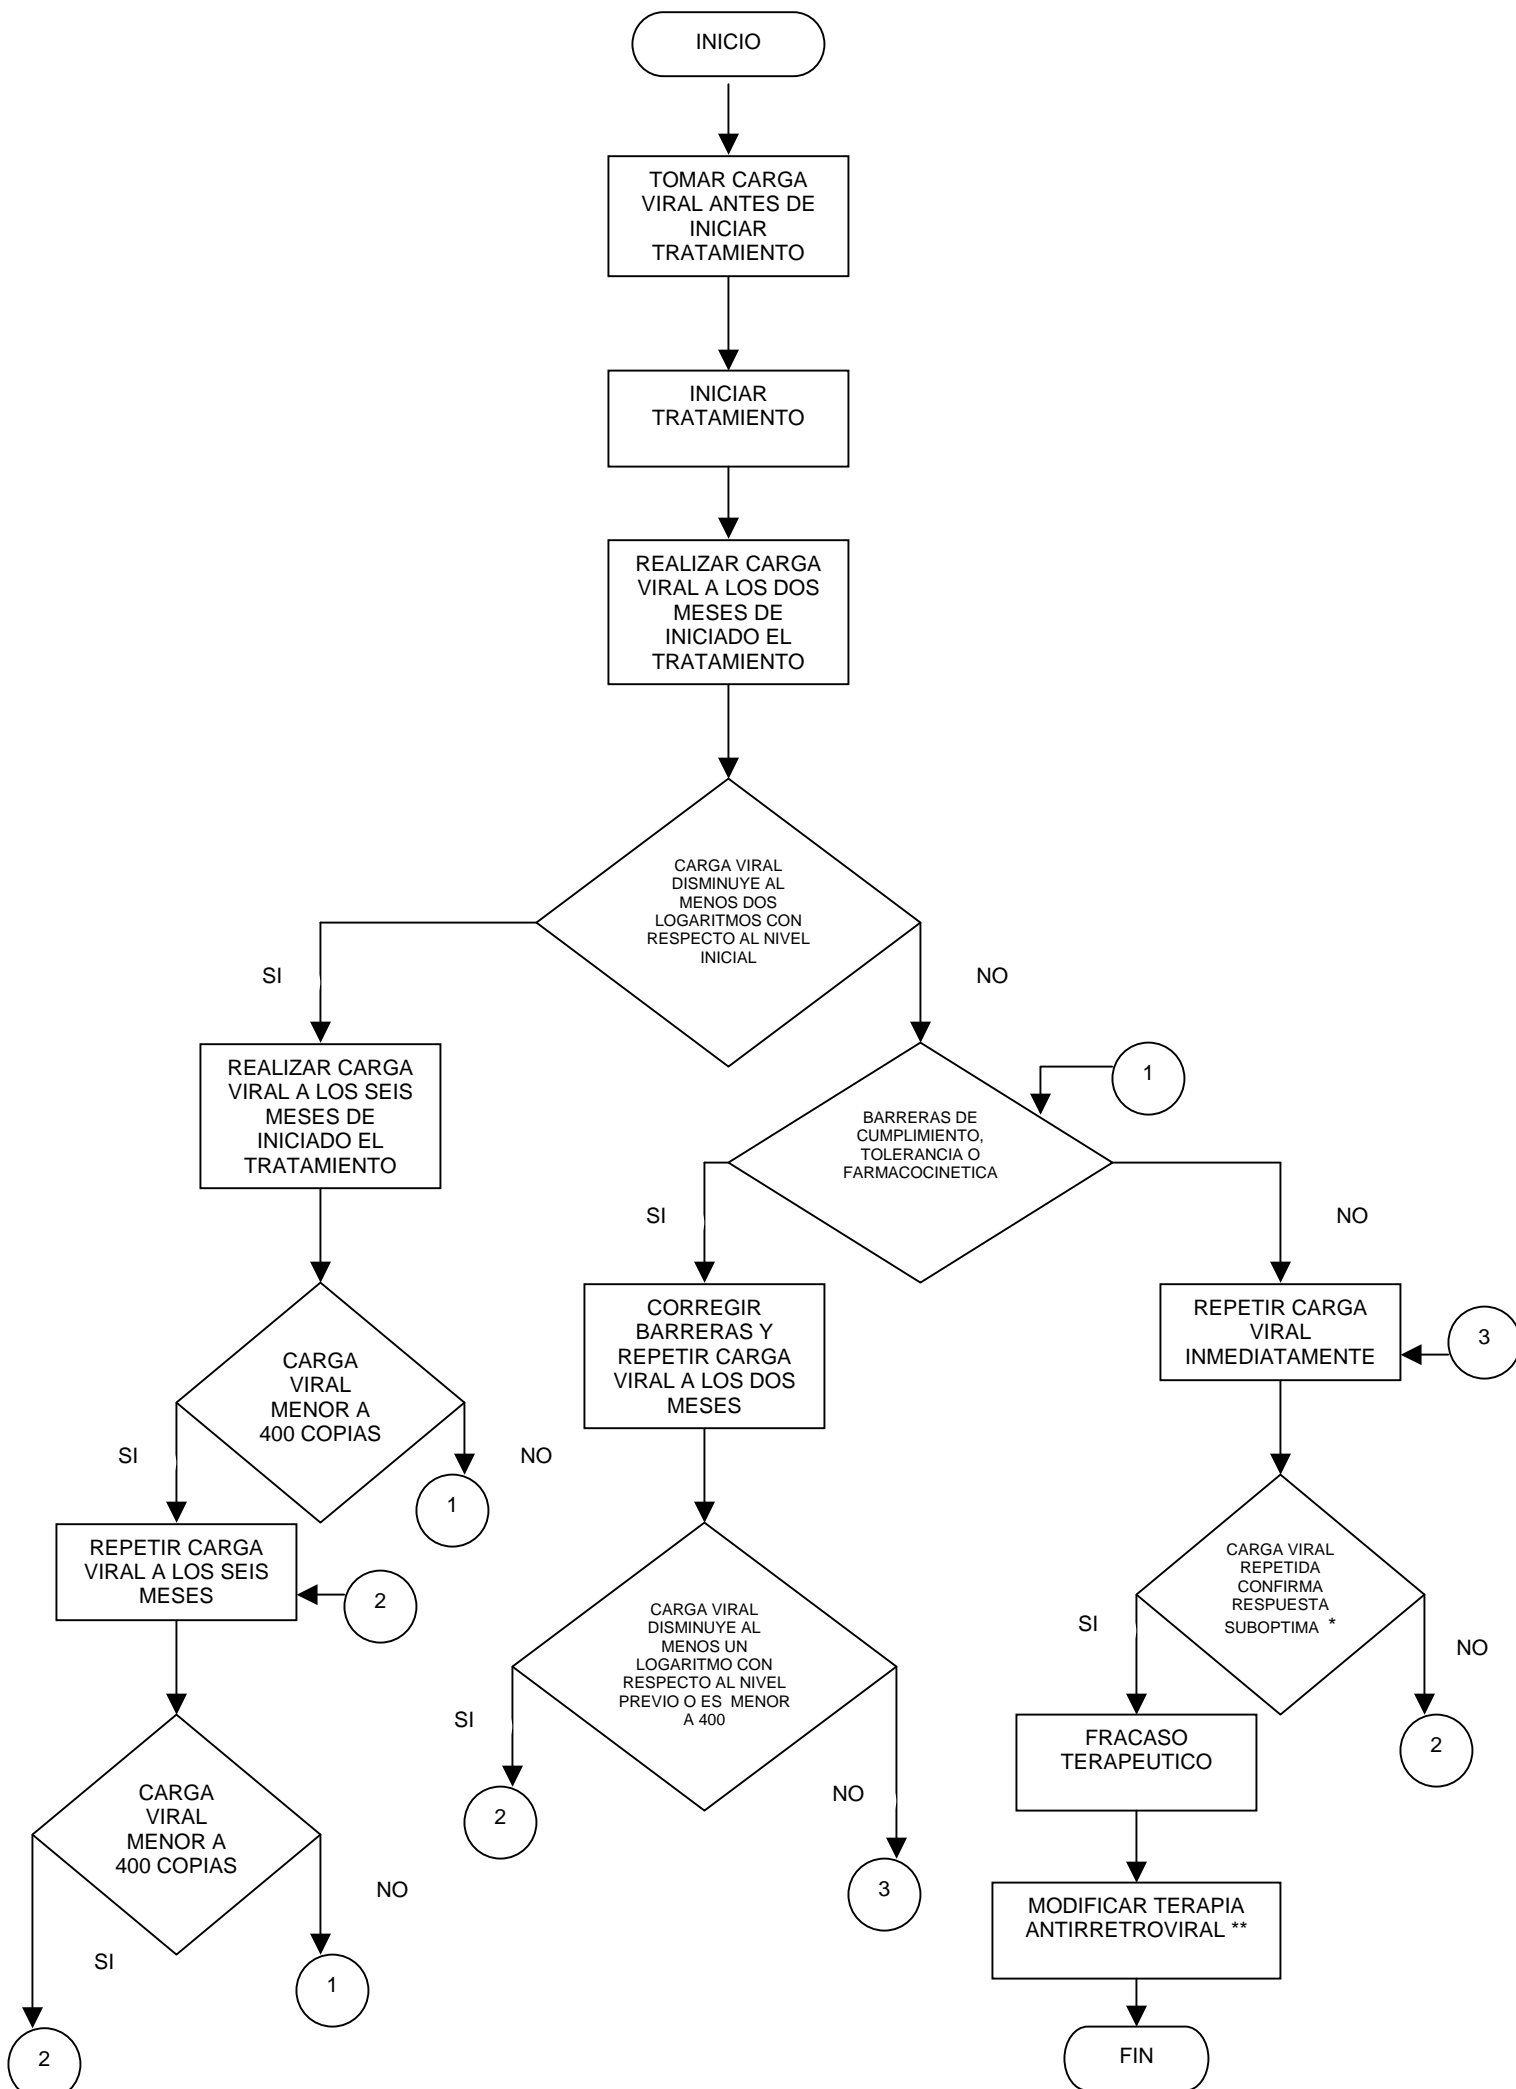 INICIO
TOMAR CARGA
VIRAL ANTES DE
INICIAR
TRATAMIENTO
INICIAR
TRATAMIENTO
REALIZAR CARGA
VIRAL A LOS DOS
MESES DE
INICIADO EL
TRATAMIENTO
CARGA VIRAL
DISMINUYE AL
MENOS DOS
LOGARITMOS CON
RESPECTO AL NIVEL
INICIAL
SI
NO
REALIZAR CARGA
VIRAL A LOS SEIS
MESES DE
INICIADO EL
TRATAMIENTO
1
BARRERAS DE
CUMPLIMIENTO,
TOLERANCIA O
FARMACOCINETICA
SI
NO
CARGA
VIRAL
MENOR A
400 COPIAS
SI
NO
1
CORREGIR
BARRERAS Y
REPETIR CARGA
VIRAL A LOS DOS
MESES
REPETIR CARGA
VIRAL
INMEDIATAMENTE
3
REPETIR CARGA
VIRAL A LOS SEIS
MESES
2
CARGA VIRAL
DISMINUYE AL
MENOS UN
LOGARITMO CON
RESPECTO AL NIVEL
PREVIO O ES MENOR
A 400
SI
NO
2
3
CARGA VIRAL
REPETIDA
CONFIRMA
RESPUESTA
SUBOPTIMA *
SI
NO
FRACASO
TERAPEUTICO
2
CARGA
VIRAL
MENOR A
400 COPIAS
NO
SI
1
2
MODIFICAR TERAPIA
ANTIRRETROVIRAL **
FIN